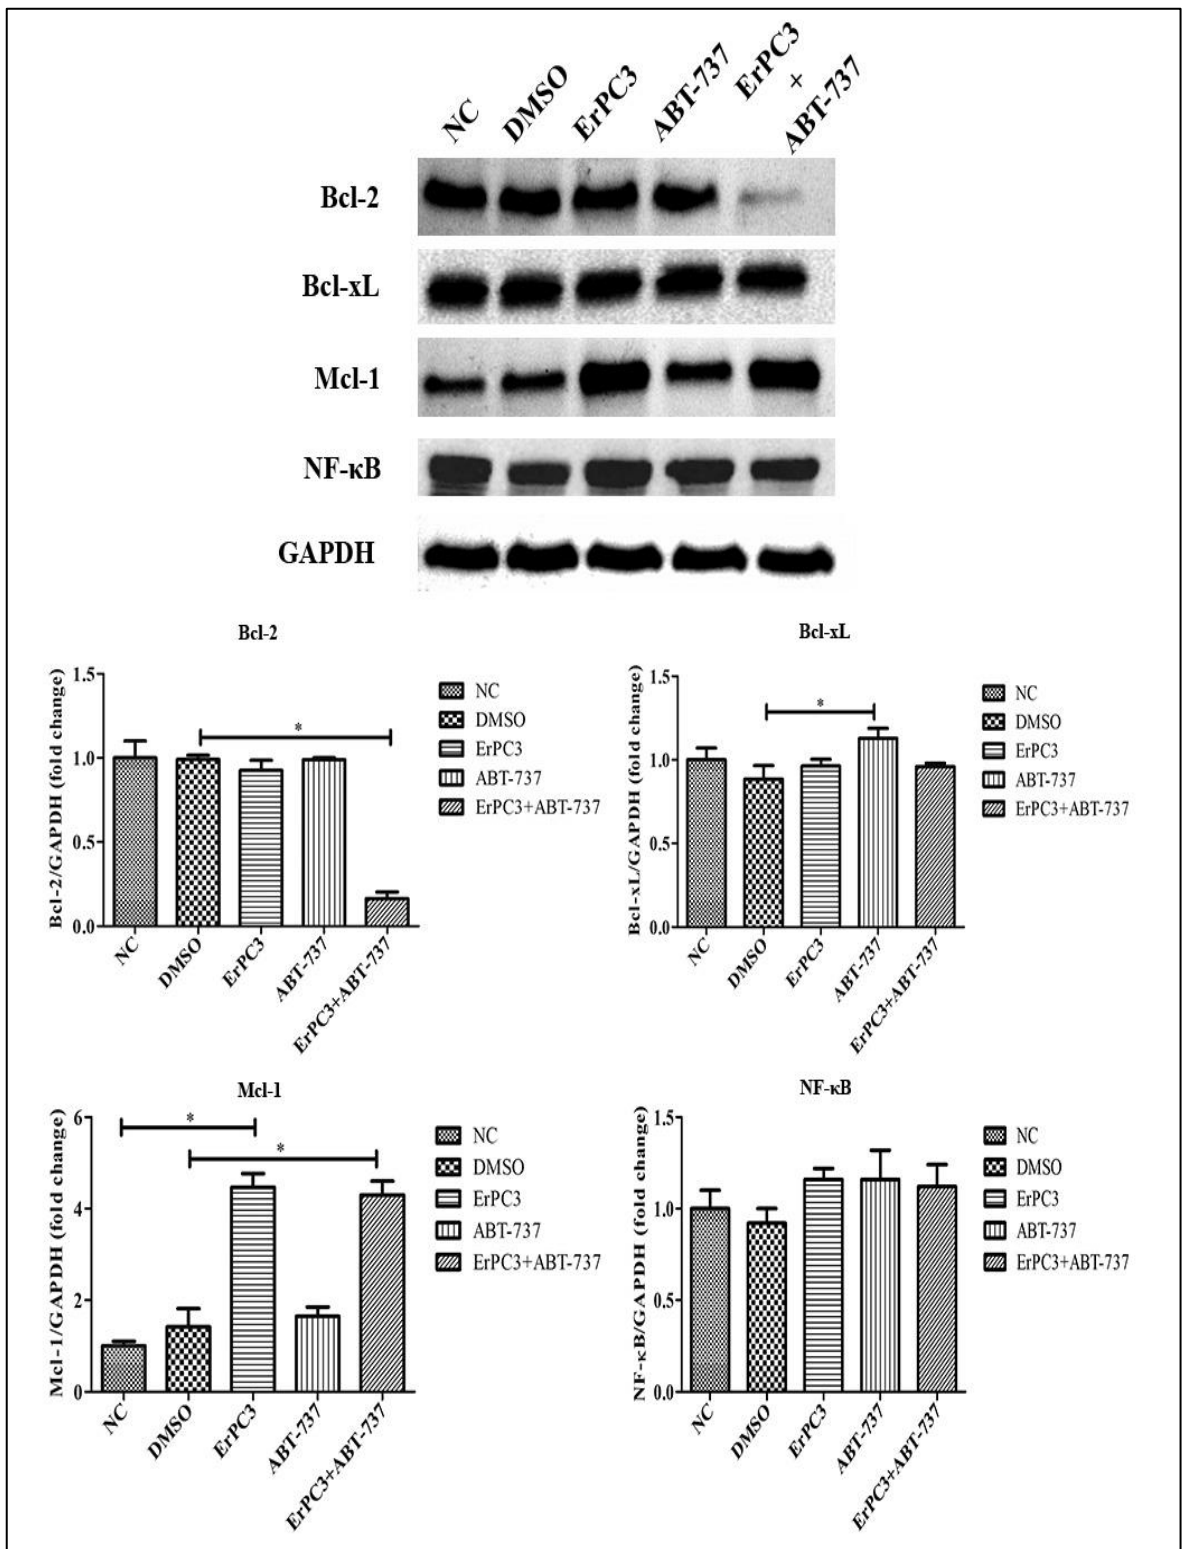 NC DMSO ErPC3 ABT-737 ErPC3
+
ABT-737
Bcl-2
Bcl-xL
Mcl-1
NF-κB
GAPDH
Bcl-2
Bcl-2/GAPDH (fold change)
1.5
1.0
0.5
0.0
*
NC
DMSO
ErPC3
ABT-737
ErPC3+ABT-737
NC
DMSO
ErPC3
ABT-737
ErPC3+ABT-737
Bcl-xL
Bcl-xL/GAPDH (fold change)
1.5
1.0
0.5
0.0
*
NC
DMSO
ErPC3
ABT-737
ErPC3+ABT-737
NC
DMSO
ErPC3
ABT-737
ErPC3+ABT-737
Mcl-1
Mcl-1/GAPDH (fold change)
6
4
2
0
*
*
NC
DMSO
ErPC3
ABT-737
ErPC3+ABT-737
NC
DMSO
ErPC3
ABT-737
ErPC3+ABT-737
NF-κB
NF-κB/GAPDH (fold change)
1.5
1.0
0.5
0.0
NC
DMSO
ErPC3
ABT-737
ErPC3+ABT-737
NC
DMSO
ErPC3
ABT-737
ErPC3+ABT-737